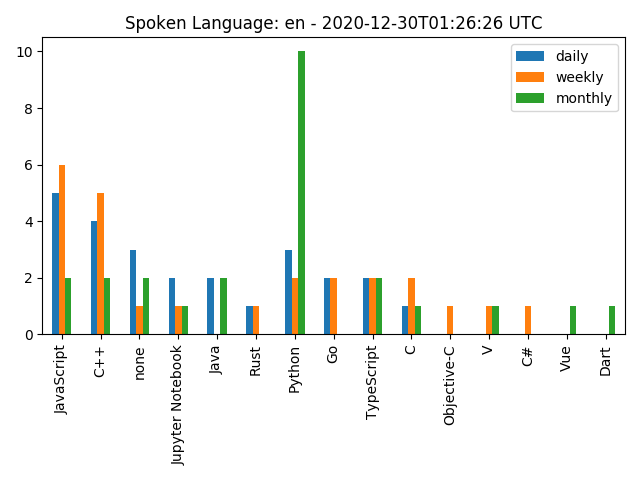 Spoken Language: en - 2020-12-30T01:26:26 UTC
daily
weekly
monthly
10
8
6
4
2
0
JavaScript
C++
none
Jupyter Notebook
Java
Rust
Python
Go
TypeScript
C
Objective-C
V
C#
Vue
Dart